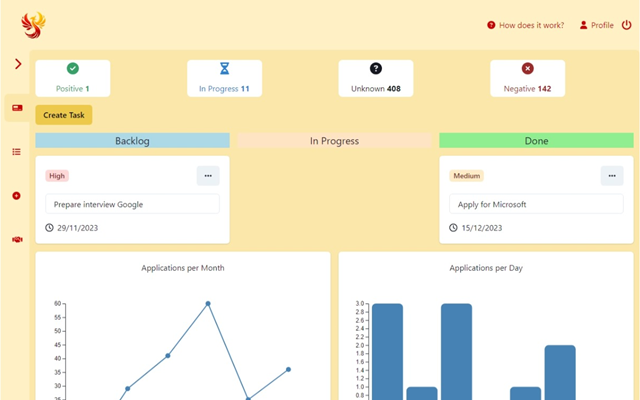 How does it work? Profile
Positive 1
In Progress 11
Unknown 408
Negative 142
Create Task
Backlog
In Progress
Done
High
Prepare interview Google
29/11/2023
Medium
Apply for Microsoft
15/12/2023
Applications per Month
60
55
50
45
40
35
30
25
Applications per Day
3.0
2.8
2.6
2.4
2.2
2.0
1.8
1.6
1.4
1.2
1.0
0.8